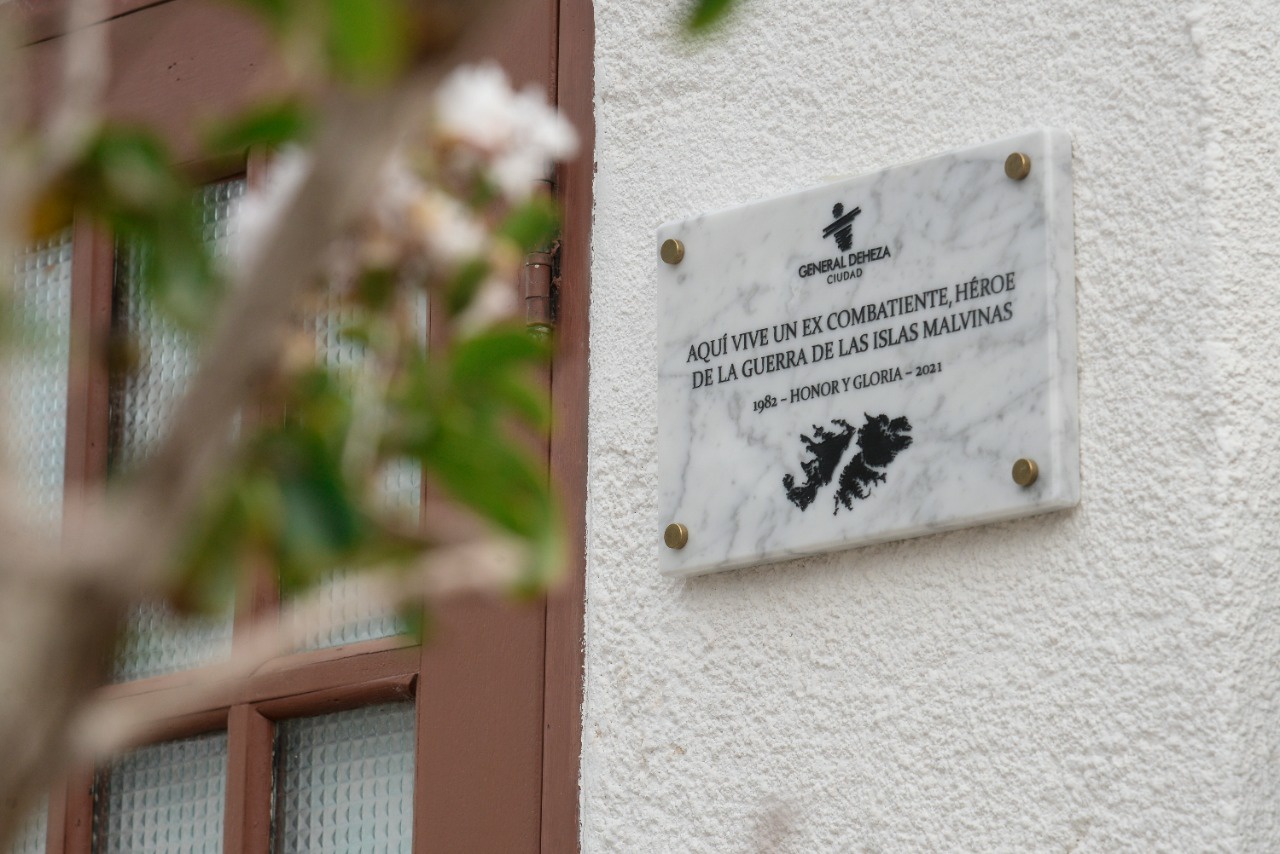 GENERAL DEHEZA
CIUDAD
AQUÍ VIVE UN EX COMBATIENTE, HÉROE
DE LA GUERRA DE LAS ISLAS MALVINAS
1982 – HONOR Y GLORIA – 2021